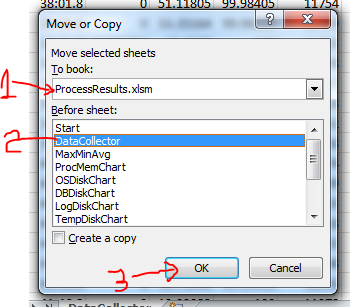 38:01.8 0 51.11805 99.98405 11754
Move or Copy
?
Move selected sheets
To book:
1
ProcessResults.xlsm
Before sheet:
Start
2
DataCollector
MaxMinAvg
ProcMemChart
OSDiskChart
DBDiskChart
LogDiskChart
TempDiskChart
Create a copy
3
OK
Cancel
DataCollector